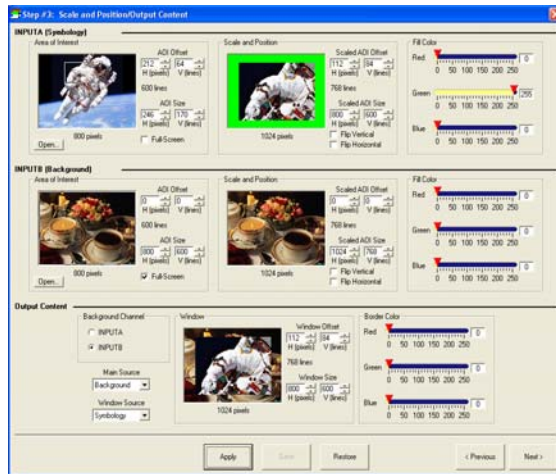 Step #3: Scale and Position/Output Content
INPUTA (Symbology)
Area of Interest
AOI Offset
212 64
H (pixels) V (lines)
600 lines
AOI Size
246 170
H (pixels) V (lines)
Full-Screen
800 pixels
Open...
Scale and Position
Scaled AOI Offset
112 84
H (pixels) V (lines)
768 lines
Scaled AOI Size
800 600
H (pixels) V (lines)
Flip Vertical
Flip Horizontal
1024 pixels
Fill Color
Red 0
0 50 100 150 200 250
Green 255
0 50 100 150 200 250
Blue 0
0 50 100 150 200 250
INPUTB (Background)
Area of Interest
AOI Offset
0 0
H (pixels) V (lines)
600 lines
AOI Size
800 600
H (pixels) V (lines)
Full-Screen
800 pixels
Open...
Scale and Position
Scaled AOI Offset
0 0
H (pixels) V (lines)
768 lines
Scaled AOI Size
1024 768
H (pixels) V (lines)
Flip Vertical
Flip Horizontal
1024 pixels
Fill Color
Red 0
0 50 100 150 200 250
Green 0
0 50 100 150 200 250
Blue 0
0 50 100 150 200 250
Output Content
Background Channel
INPUTA
INPUTB
Main Source
Background
Window Source
Symbology
Window
Window Offset
112 84
H (pixels) V (lines)
768 lines
Window Size
800 600
H (pixels) V (lines)
1024 pixels
Border Color
Red 0
0 50 100 150 200 250
Green 0
0 50 100 150 200 250
Blue 0
0 50 100 150 200 250
Apply
Save
Restore
< Previous
Next >